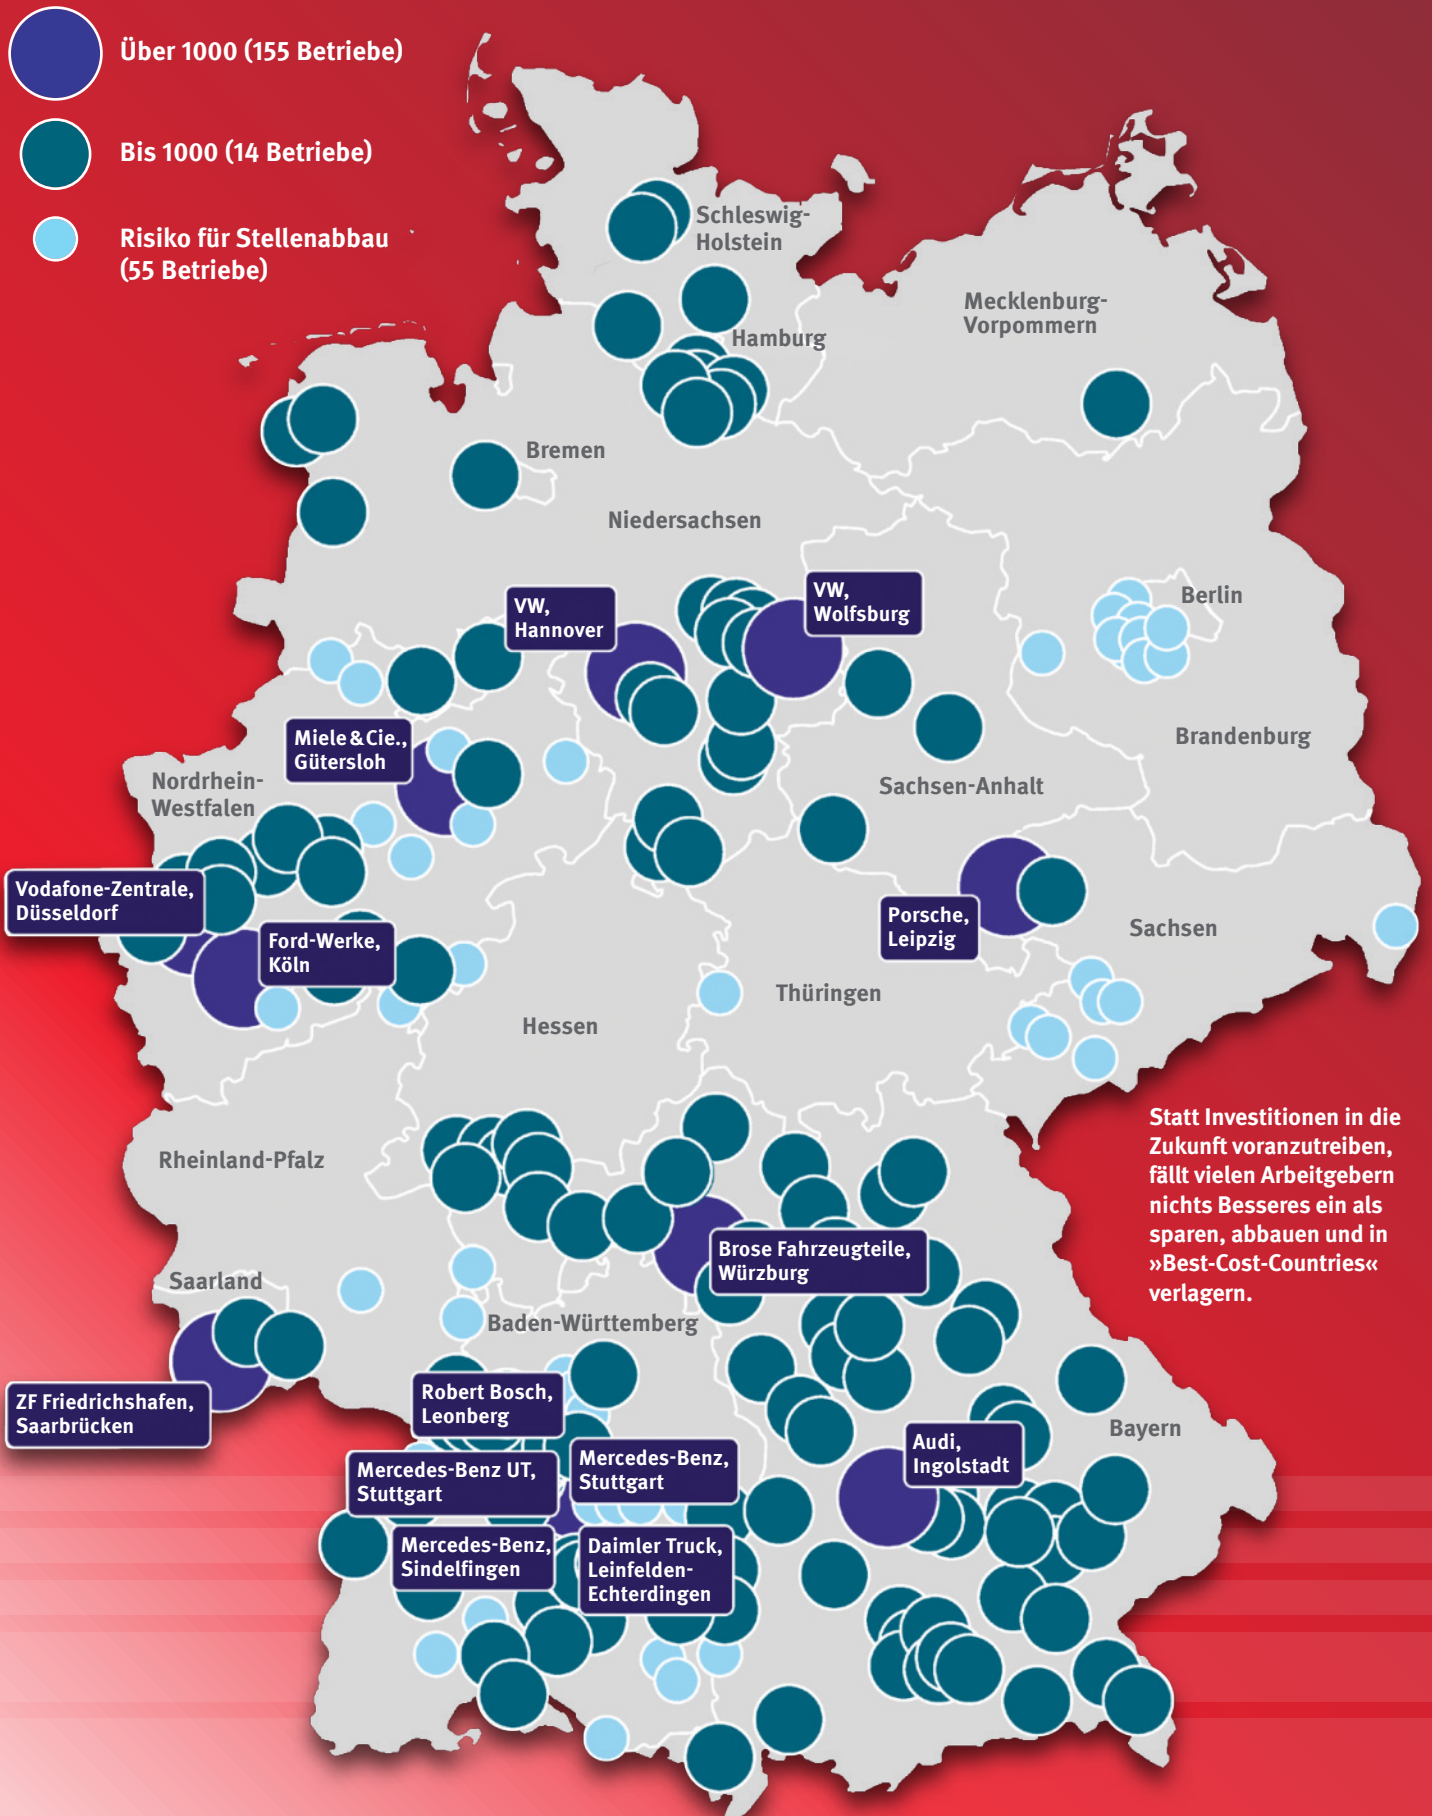 Über 1000 (155 Betriebe)
Bis 1000 (14 Betriebe)
Risiko für Stellenabbau
(55 Betriebe)
Schleswig-
Holstein
Mecklenburg-
Vorpommern
Hamburg
Bremen
Niedersachsen
Berlin
VW,
Wolfsburg
VW,
Hannover
Brandenburg
Miele & Cie.,
Gütersloh
Nordrhein-
Westfalen
Sachsen-Anhalt
Vodafone-Zentrale,
Düsseldorf
Porsche,
Leipzig
Sachsen
Ford-Werke,
Köln
Thüringen
Hessen
Statt Investitionen in die
Zukunft voranzutreiben,
fällt vielen Arbeitgebern
nichts Besseres ein als
sparen, abbauen und in
»Best-Cost-Countries«
verlagern.
Rheinland-Pfalz
Brose Fahrzeugteile,
Würzburg
Saarland
Baden-Württemberg
ZF Friedrichshafen,
Saarbrücken
Robert Bosch,
Leonberg
Bayern
Audi,
Ingolstadt
Mercedes-Benz UT,
Stuttgart
Mercedes-Benz,
Stuttgart
Mercedes-Benz,
Sindelfingen
Daimler Truck,
Leinfelden-
Echterdingen